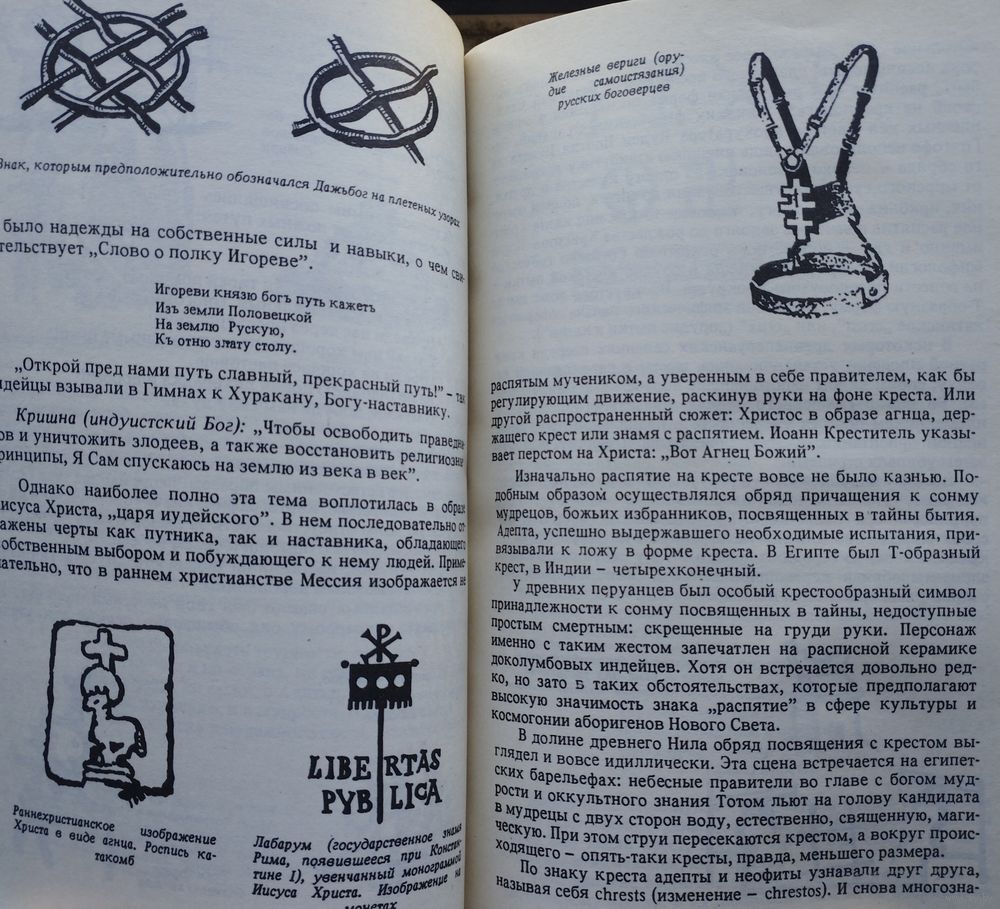 Знак, которым предположительно обозначался Дажьбог на плетеных узорах
было надежды на собственные силы и навыки, о чем сви-
тельствует „Слово о полку Игореве".
Игореви князю богъ путь кажетъ
Изъ земли Половецкой
На землю Рускую,
Къ отню злату столу.
„Открой пред нами путь славный, прекрасный путь!" – так
ндейцы взывали в Гимнах к Хуракану, Богу-наставнику.
Кришна (индуистский Бог): „Чтобы освободить праведни
ов и уничтожить злодеев, а также восстановить религиозны
ринципы, Я Сам спускаюсь на землю из века в век".
Однако наиболее полно эта тема воплотилась в образе
исуса Христа, „царя иудейского". В нем последовательно от-
ажены черты как путника, так и наставника, обладающего
обственным выбором и побуждающего к нему людей. Приме-
ательно, что в раннем христианстве Мессия изображается не
LIBERTAS
PVBLICA
Раннехристианское изображение
Христа в виде агнца. Роспись ка-
такомб
Лабарум (государственное знамя
Рима, появившееся при Констан-
тине I), увенчанный монограммой
Иисуса Христа. Изображение на
монетах
Железные вериги (ору-
дие самоистязания)
русских боговерцев
распятым мучеником, а уверенным в себе правителем, как бы
регулирующим движение, раскинув руки на фоне креста. Или
другой распространенный сюжет: Христос в образе агнца, дер-
жащего крест или знамя с распятием. Иоанн Креститель указы-
вает перстом на Христа: „Вот Агнец Божий".
Изначально распятие на кресте вовсе не было казнью. По-
добным образом осуществлялся обряд причащения к сонму
мудрецов, божьих избранников, посвященных в тайны бытия.
Адепта, успешно выдержавшего необходимые испытания, при-
вязывали к ложу в форме креста. В Египте был Т-образный
крест, в Индии – четырехконечный.
У древних перуанцев был особый крестообразный символ
принадлежности к сонму посвященных в тайны, недоступные
простым смертным: скрещенные на груди руки. Персонаж
именно с таким жестом запечатлен на расписной керамике
доколумбовых индейцев. Хотя он встречается довольно ред-
ко, но зато в таких обстоятельствах, которые предполагают
высокую значимость знака „распятие" в сфере культуры и
космогонии аборигенов Нового Света.
В долине древнего Нила обряд посвящения с крестом вы-
глядел и вовсе идиллически. Эта сцена встречается на египет-
ских барельефах: небесные правители во главе с богом муд-
рости и оккультного знания Тотом льют на голову кандидата
в мудрецы с двух сторон воду, естественно, священную, маги-
ческую. При этом струи пересекаются крестом, а вокруг проис-
ходящего – опять-таки кресты, правда, меньшего размера.
По знаку креста адепты и неофиты узнавали друг друга,
называя себя chrests (изменение – chrestos). И снова многозна-